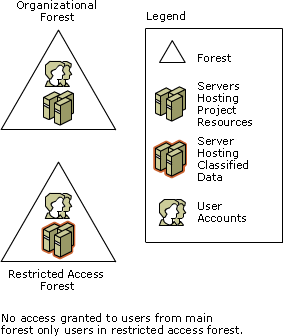 Organizational
Forest
Legend
Forest
Servers
Hosting
Project
Resources
Server
Hosting
Classified
Data
User
Accounts
Restricted Access
Forest
No access granted to users from main
forest only users in restricted access forest.